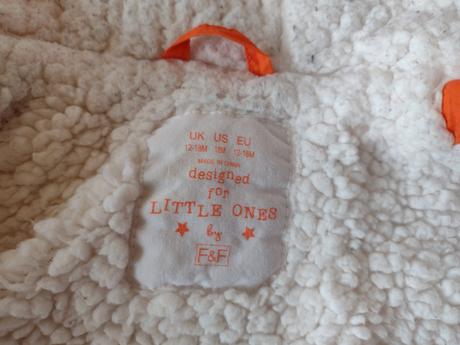 UK US EU
12-18M 18M 12-18M
MADE IN CHINA
designed
for
LITTLE ONES
by
F&F